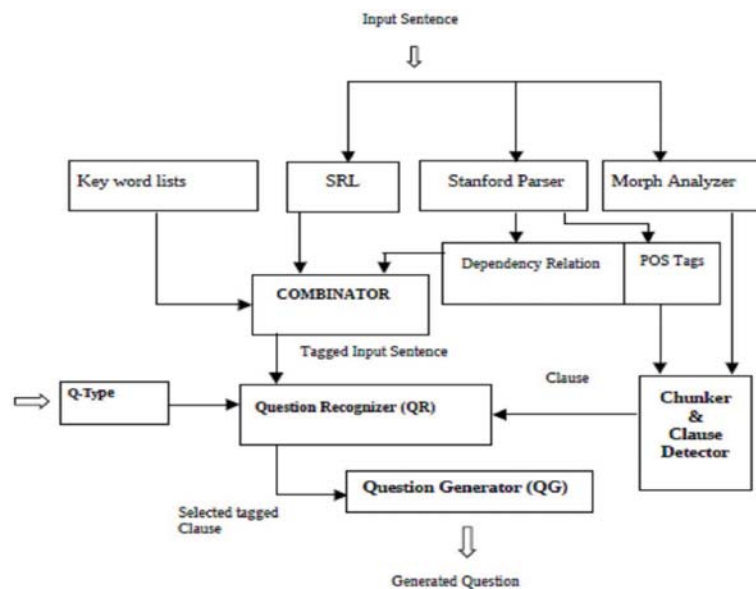 Input Sentence
Key word lists
SRL
Stanford Parser
Morph Analyzer
Dependency Relation
POS Tags
COMBINATOR
Tagged Input Sentence
Clause
Q-Type
Question Recognizer (QR)
Chunker
&
Clause
Detector
Question Generator (QG)
Selected tagged
Clause
Generated Question